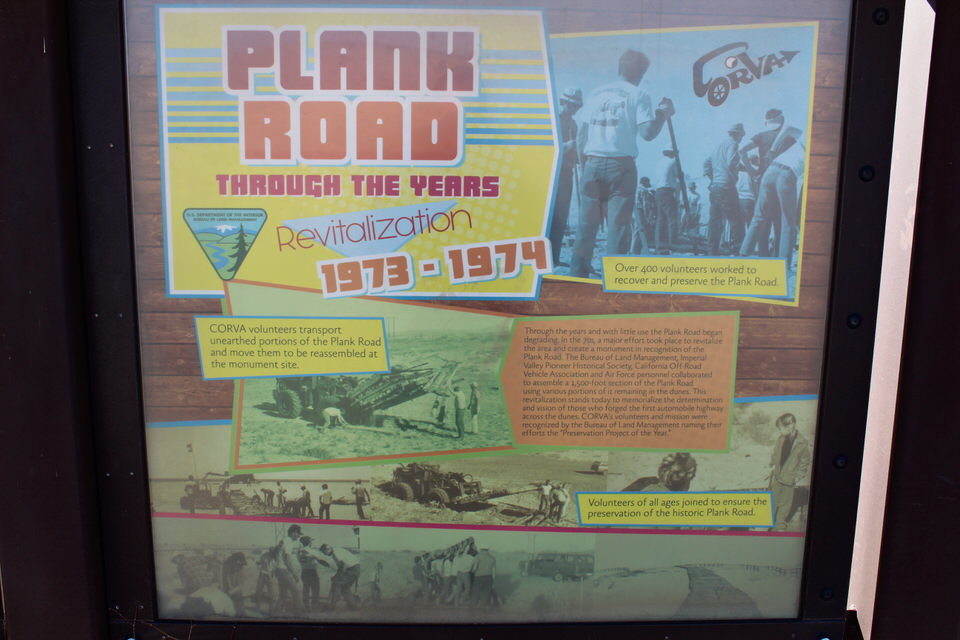 PLANK
ROAD
THROUGH THE YEARS
U.S. DEPARTMENT OF THE INTERIOR
BUREAU OF LAND MANAGEMENT
Revitalization
1973 - 1974
CORVA
Over 400 volunteers worked to
recover and preserve the Plank Road.
CORVA volunteers transport
unearthed portions of the Plank Road
and move them to be reassembled at
the monument site.
Through the years and with little use the Plank Road began
degrading. In the 70s, a major effort took place to revitalize
the area and create a monument in recognition of the
Plank Road. The Bureau of Land Management, Imperial
Valley Pioneer Historical Society, California Off-Road
Vehicle Association and Air Force personnel collaborated
to assemble a 1,500-foot section of the Plank Road
using various portions of it remaining in the dunes. This
revitalization stands today to memorialize the determination
and vision of those who forged the first automobile highway
across the dunes. CORVA's volunteers and mission were
recognized by the Bureau of Land Management naming their
efforts the "Preservation Project of the Year."
Volunteers of all ages joined to ensure the
preservation of the historic Plank Road.